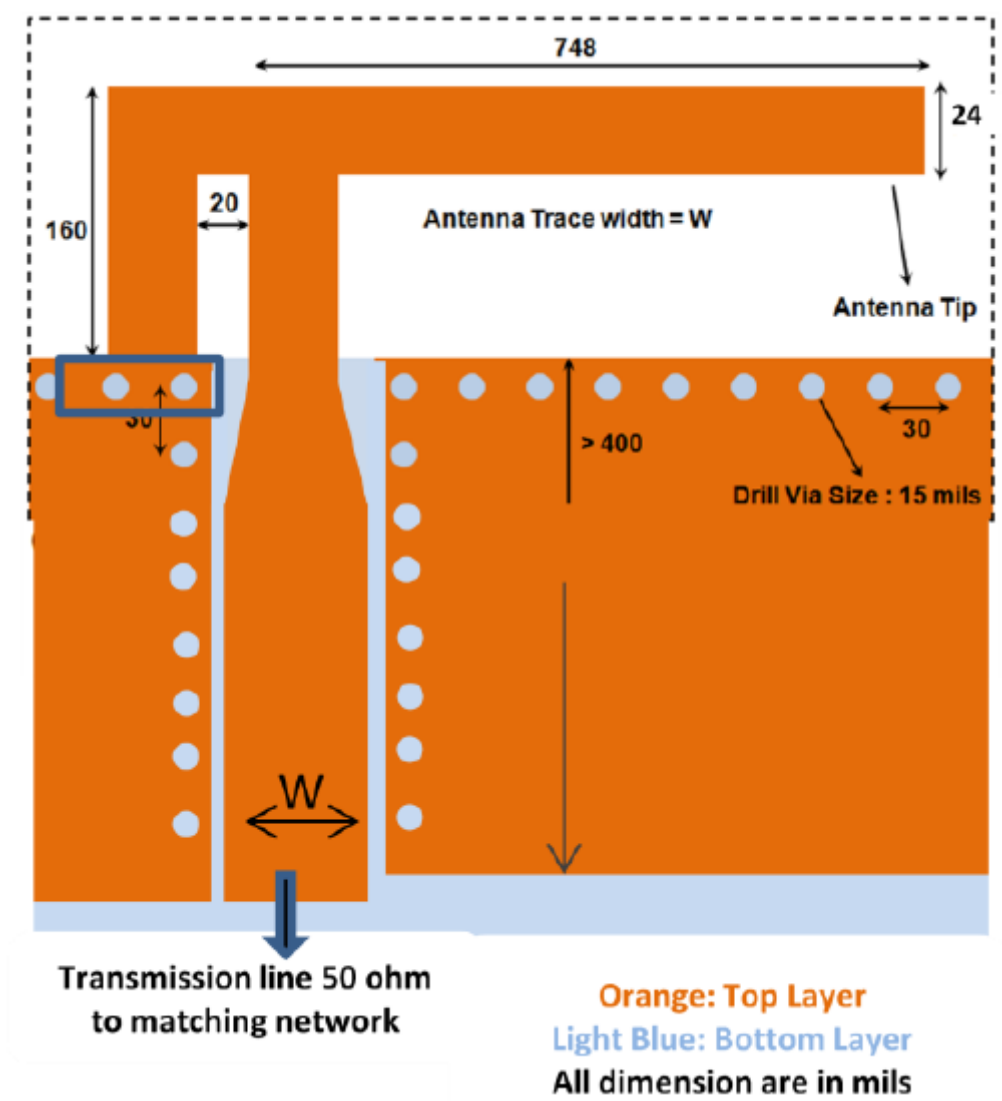 748
24
20
Antenna Trace width = W
160
Antenna Tip
30
> 400
30
Drill Via Size : 15 mils
W
Transmission line 50 ohm
to matching network
Orange: Top Layer
Light Blue: Bottom Layer
All dimension are in mils